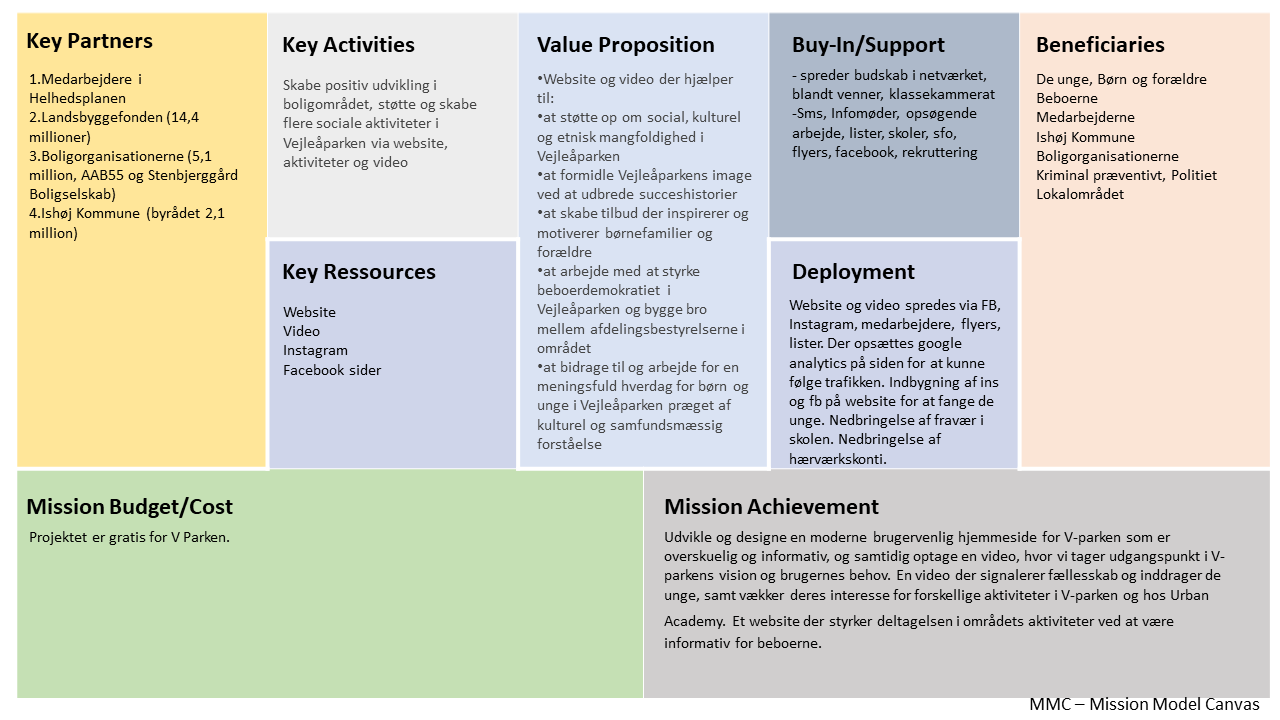 Key Partners
1.Medarbejdere i
Helhedsplanen
2.Landsbyggefonden (14,4
millioner)
3.Boligorganisationerne (5,1
million, AAB55 og Stenbjerggård
Boligselskab)
4.Ishøj Kommune (byrådet 2,1
million)
Key Activities
Skabe positiv udvikling i
boligområdet, støtte og skabe
flere sociale aktiviteter i
Vejleåparken via website,
aktiviteter og video
Key Ressources
Website
Video
Instagram
Facebook sider
Value Proposition
•Website og video der hjælper
til:
•at støtte op om social, kulturel
og etnisk mangfoldighed i
Vejleåparken
•at formidle Vejleåparkens image
ved at udbrede succeshistorier
•at skabe tilbud der inspirerer og
motiverer børnefamilier og
forældre
•at arbejde med at styrke
beboerdemokratiet i
Vejleåparken og bygge bro
mellem afdelingsbestyrelserne i
området
•at bidrage til og arbejde for en
meningsfuld hverdag for børn og
unge i Vejleåparken præget af
kulturel og samfundsmæssig
forståelse
Buy-In/Support
- spreder budskab i netværket,
blandt venner, klassekammerat
-Sms, Infomøder, opsøgende
arbejde, lister, skoler, sfo,
flyers, facebook, rekruttering
Deployment
Website og video spredes via FB,
Instagram, medarbejdere, flyers,
lister. Der opsættes google
analytics på siden for at kunne
følge trafikken. Indbygning af ins
og fb på website for at fange de
unge. Nedbringelse af fravær i
skolen. Nedbringelse af
hærværkskonti.
Beneficiaries
De unge, Børn og forældre
Beboerne
Medarbejderne
Ishøj Kommune
Boligorganisationerne
Kriminal præventivt, Politiet
Lokalområdet
Mission Budget/Cost
Projektet er gratis for V Parken.
Mission Achievement
Udvikle og designe en moderne brugervenlig hjemmeside for V-parken som er
overskuelig og informativ, og samtidig optage en video, hvor vi tager udgangspunkt i V-
parkens vision og brugernes behov. En video der signalerer fællesskab og inddrager de
unge, samt vækker deres interesse for forskellige aktiviteter i V-parken og hos Urban
Academy. Et website der styrker deltagelsen i områdets aktiviteter ved at være
informativ for beboerne.
MMC – Mission Model Canvas